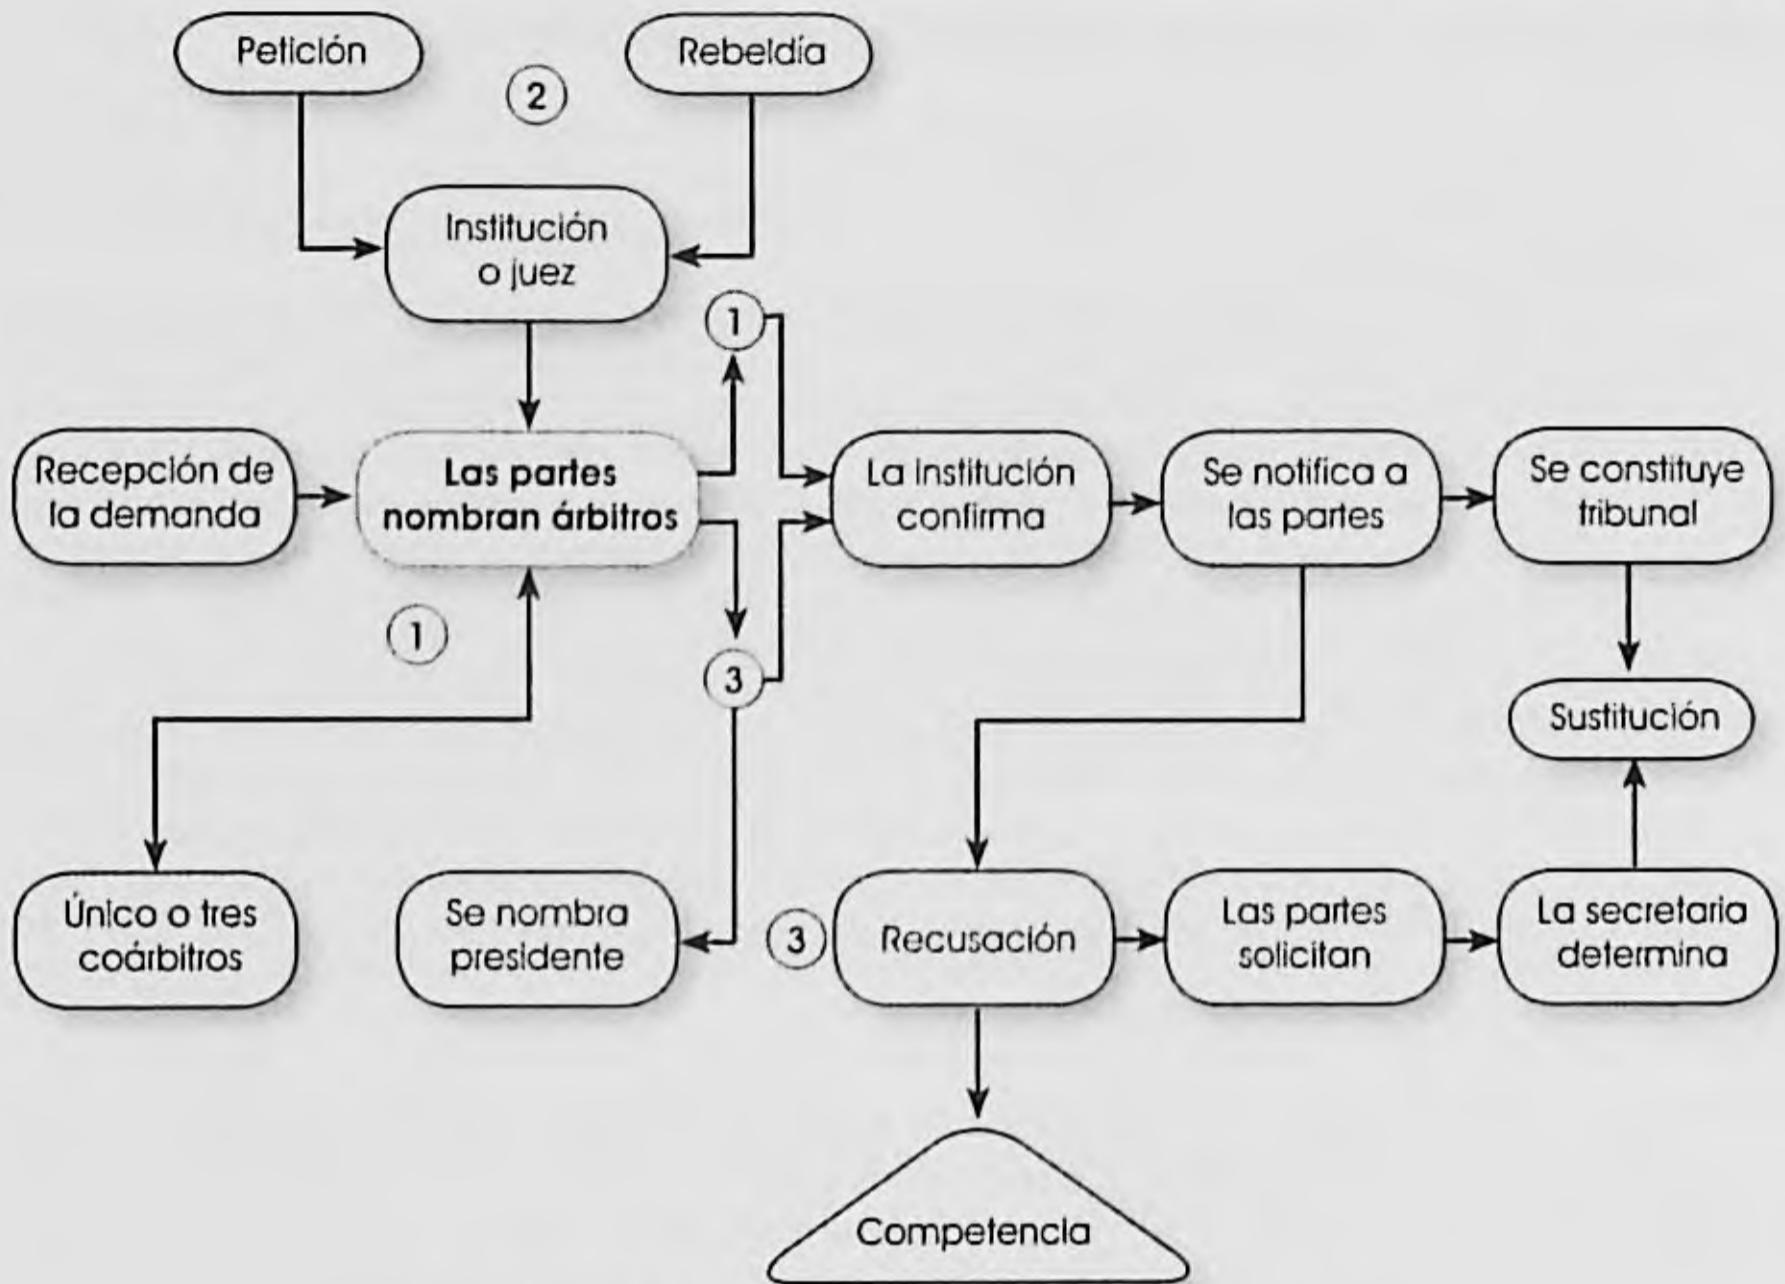 Petición
Rebeldía
2
Institución
o juez
1
Recepción de
la demanda
Las partes
nombran árbitros
La institución
confirma
Se notifica a
las partes
Se constituye
tribunal
1
3
Sustitución
Único o tres
coárbitros
Se nombra
presidente
3
Recusación
Las partes
solicitan
La secretaria
determina
Competencia